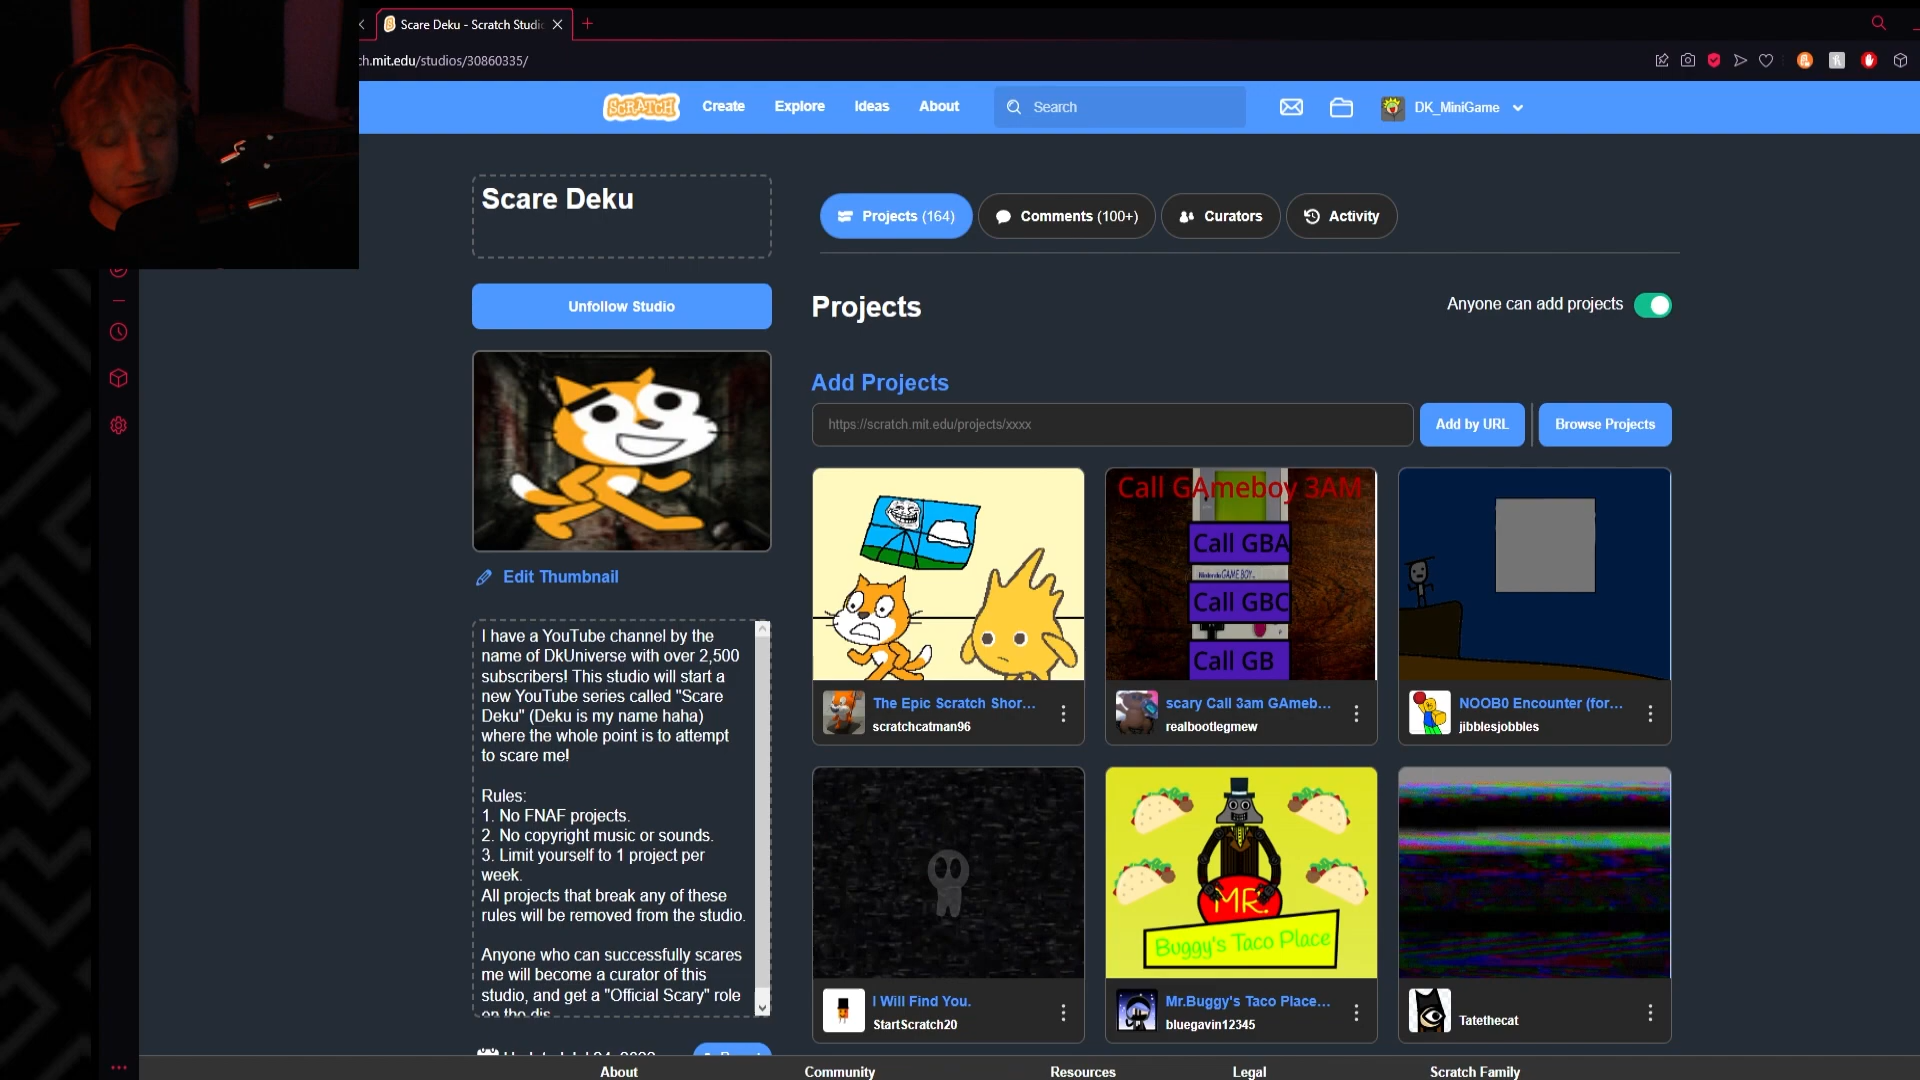 Scare Deku - Scratch Studi
ch.mit.edu/studios/30860335/
SCRATCH
Create
Explore
Ideas
About
Search
DK_MiniGame
Scare Deku
Projects (164)
Comments (100+)
Curators
Activity
Unfollow Studio
Projects
Anyone can add projects
Add Projects
https://scratch.mit.edu/projects/xxxx
Add by URL
Browse Projects
Edit Thumbnail
I have a YouTube channel by the
name of DkUniverse with over 2,500
subscribers! This studio will start a
new YouTube series called "Scare
Deku" (Deku is my name haha)
where the whole point is to attempt
to scare me!
Rules:
1. No FNAF projects.
2. No copyright music or sounds.
3. Limit yourself to 1 project per
week.
All projects that break any of these
rules will be removed from the studio.
Anyone who can successfully scares
me will become a curator of this
studio, and get a "Official Scary" role
on the dis
Call GAmeboy 3AM
Call GBA
Nintendo GAME BOY
Call GBC
Call GB
The Epic Scratch Shor...
scratchcatman96
scary Call 3am GAmeb...
realbootlegmew
NOOB0 Encounter (for...
jibblesjobbles
MR.
Buggy's Taco Place
I Will Find You.
StartScratch20
Mr.Buggy's Taco Place...
bluegavin12345
Tatethecat
About
Community
Resources
Legal
Scratch Family